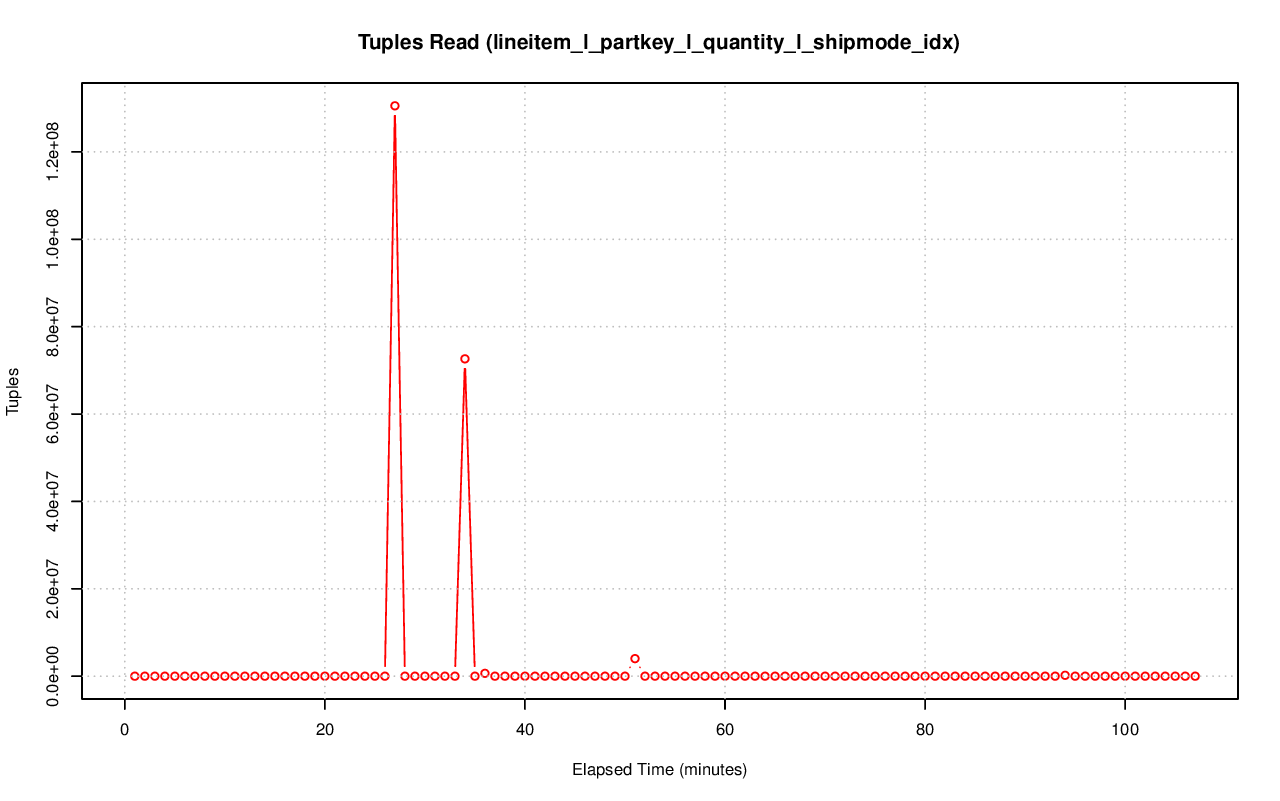 Tuples Read (lineitem_l_partkey_l_quantity_l_shipmode_idx)
1.2e+08
1.0e+08
8.0e+07
6.0e+07
4.0e+07
2.0e+07
0.0e+00
Tuples
0 20 40 60 80 100
Elapsed Time (minutes)